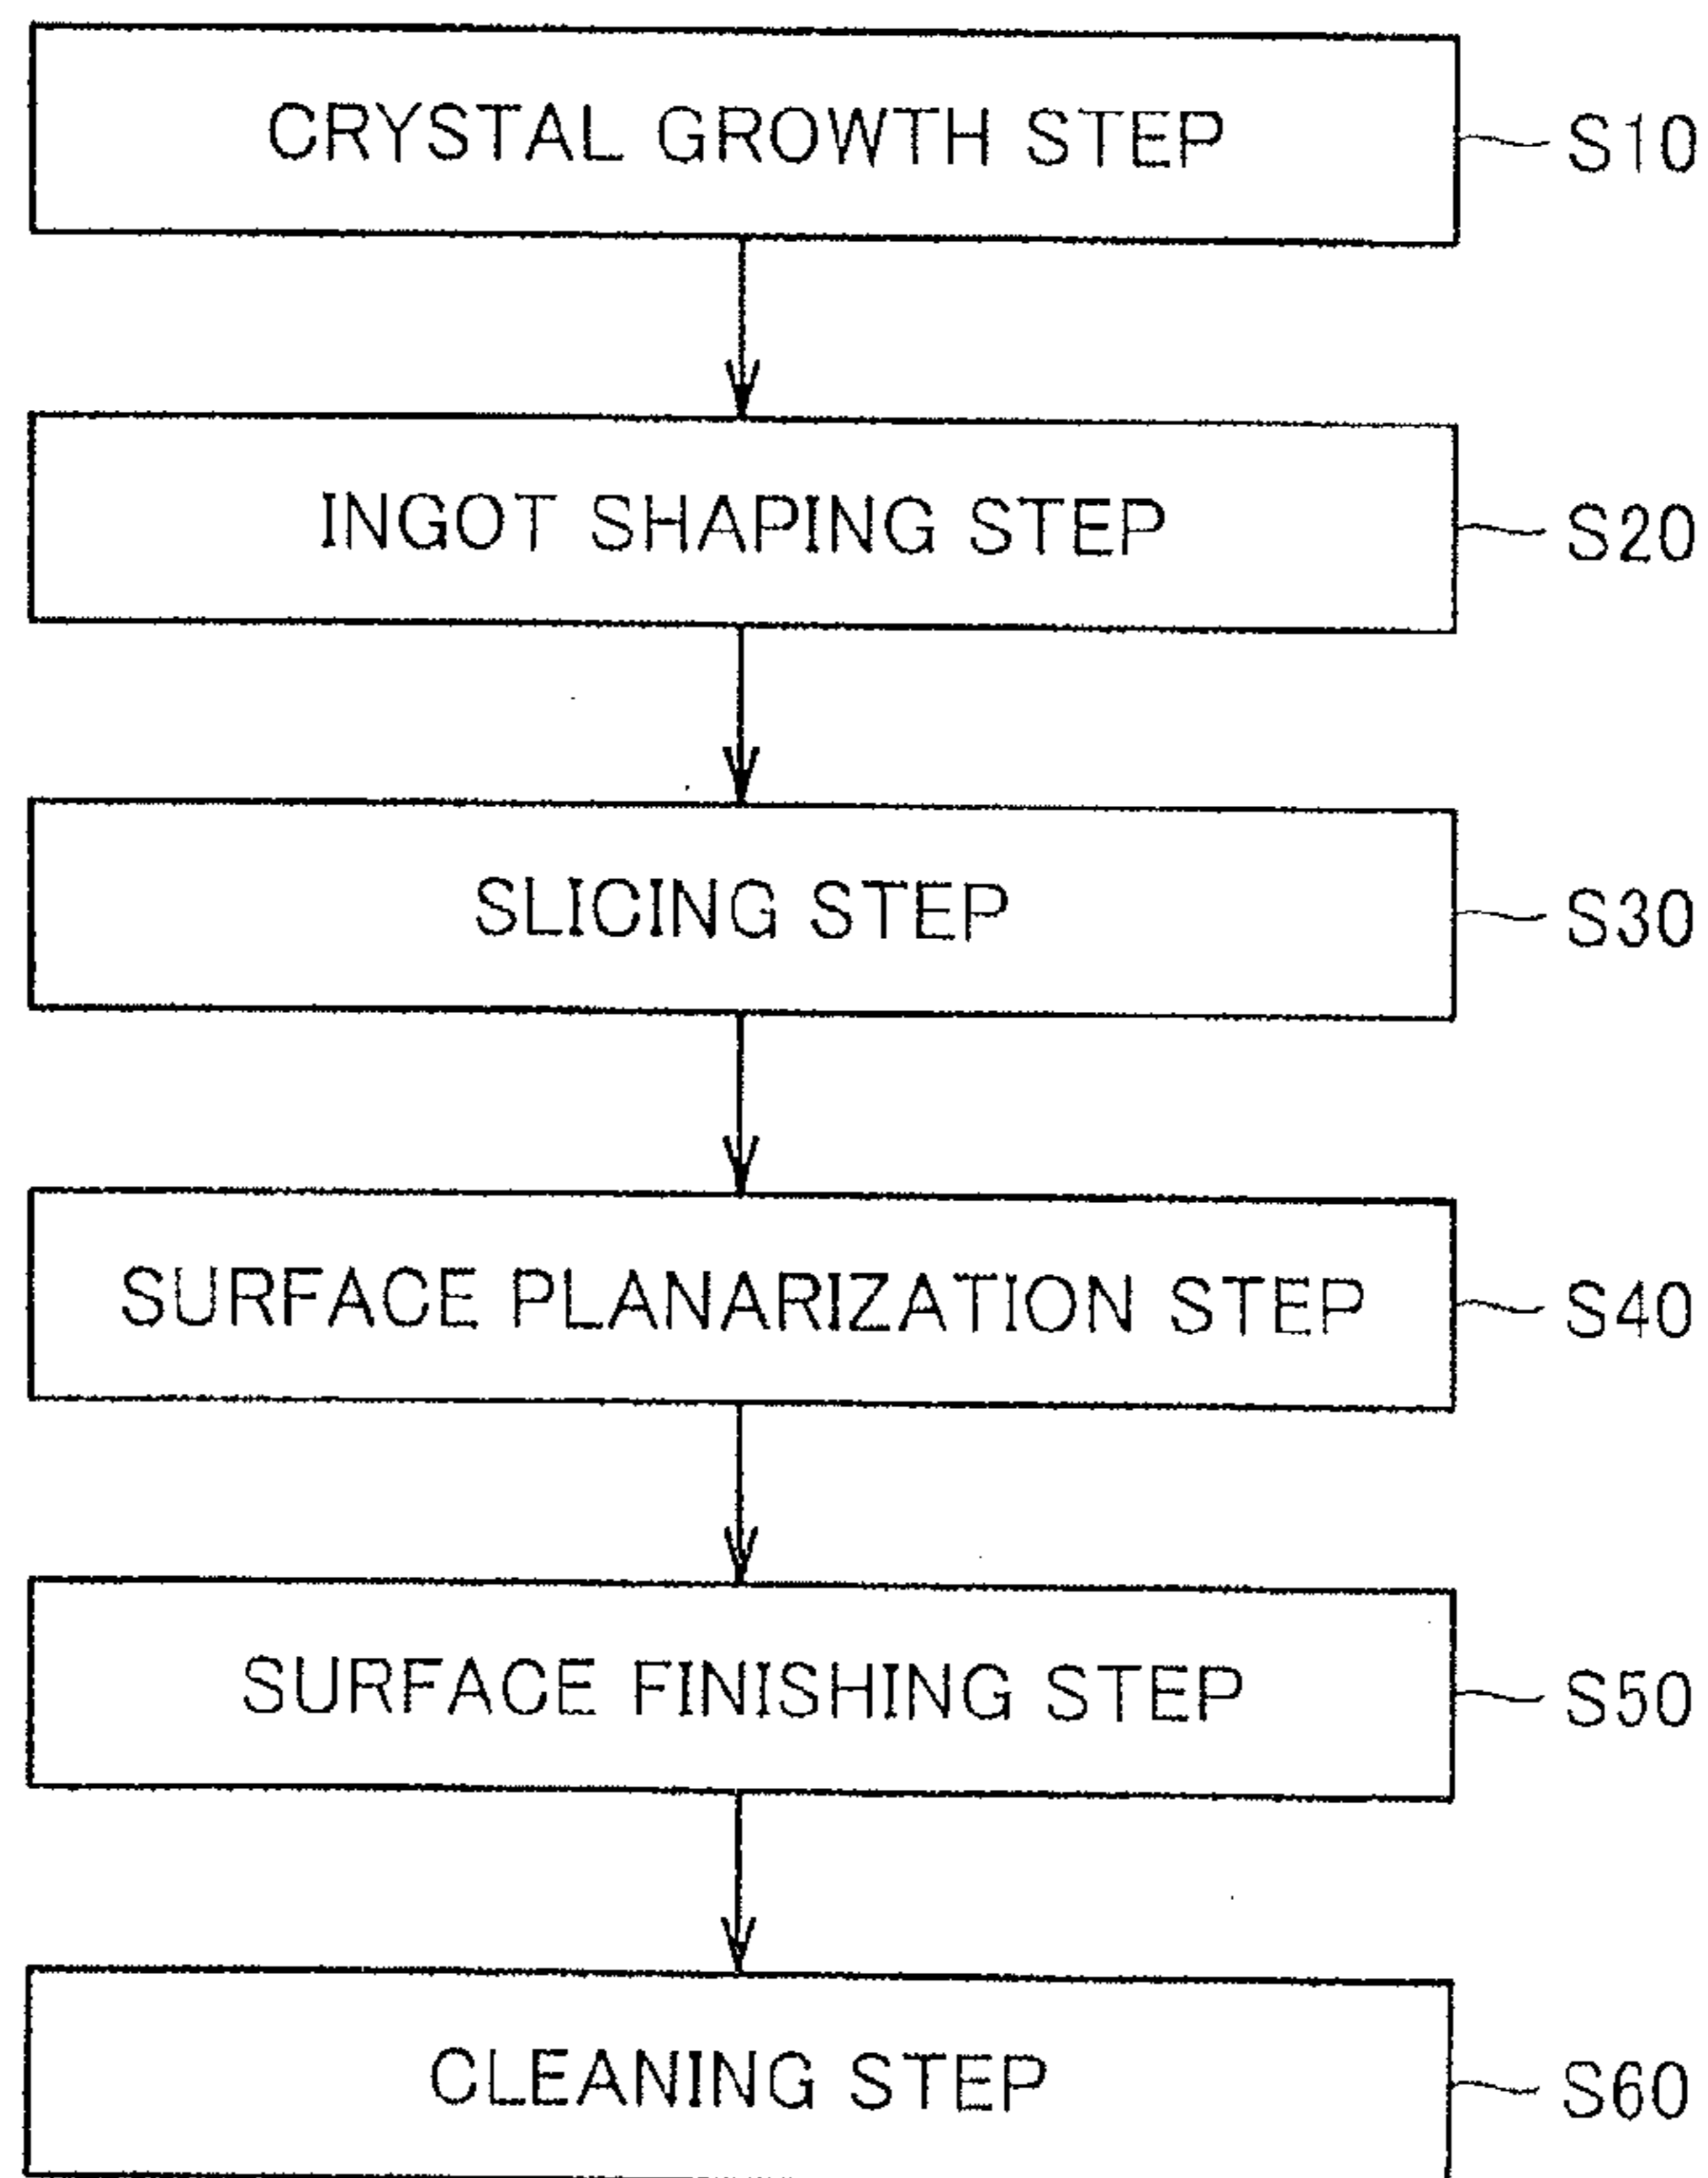 CRYSTAL GROWTH STEP S10
INGOT SHAPING STEP S20
SLICING STEP S30
SURFACE PLANARIZATION STEP S40
SURFACE FINISHING STEP S50
CLEANING STEP S60